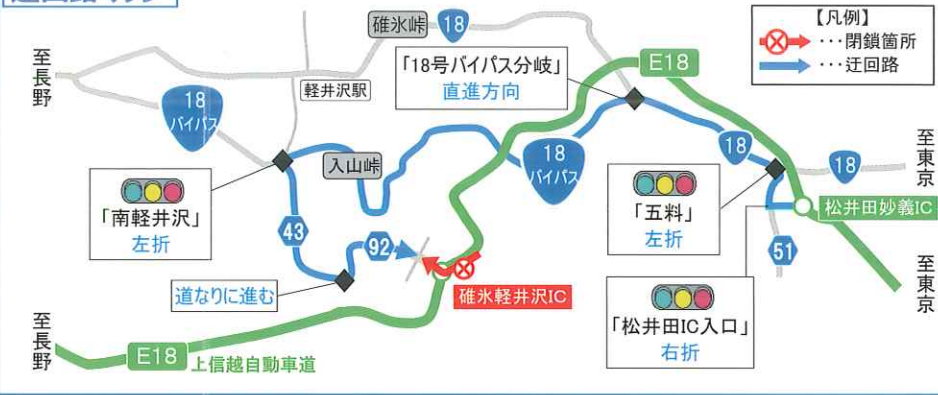 碓氷峠
18
【凡例】
・・・閉鎖箇所
・・・迂回路
至長野
軽井沢駅
「18号バイパス分岐」
直進方向
E18
18
バイパス
入山峠
18
バイパス
18
18
至東京
「南軽井沢」
左折
「五料」
左折
松井田妙義IC
43
92
51
道なりに進む
碓氷軽井沢IC
「松井田IC入口」
右折
至東京
至長野
E18
上信越自動車道